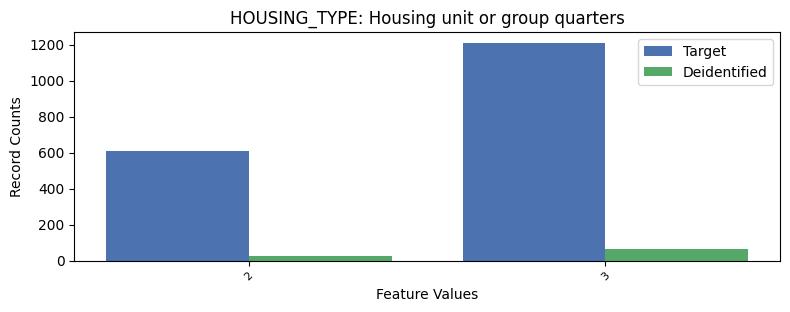 HOUSING_TYPE: Housing unit or group quarters
Target
Deidentified
Record Counts
1200
1000
800
600
400
200
0
2
3
Feature Values